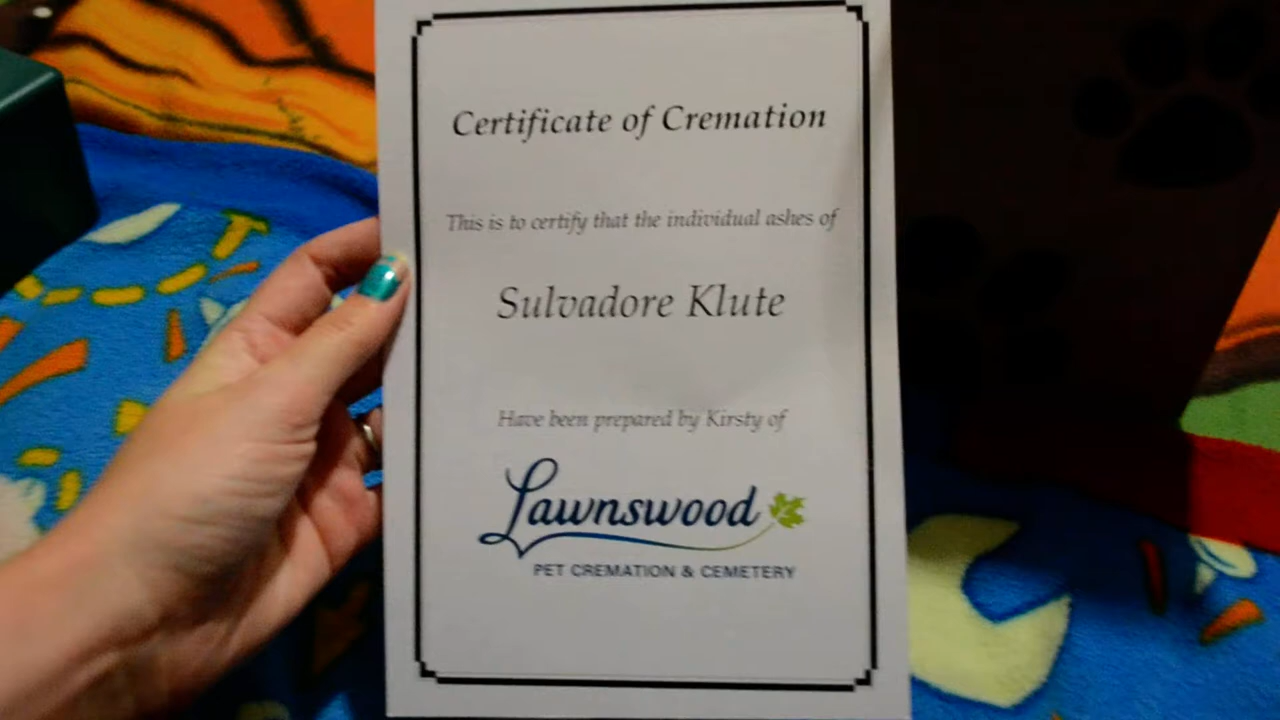 Certificate of Cremation
This is to certify that the individual ashes of
Sulvadore Klute
Have been prepared by Kirsty of
Lawnswood
PET CREMATION & CEMETERY